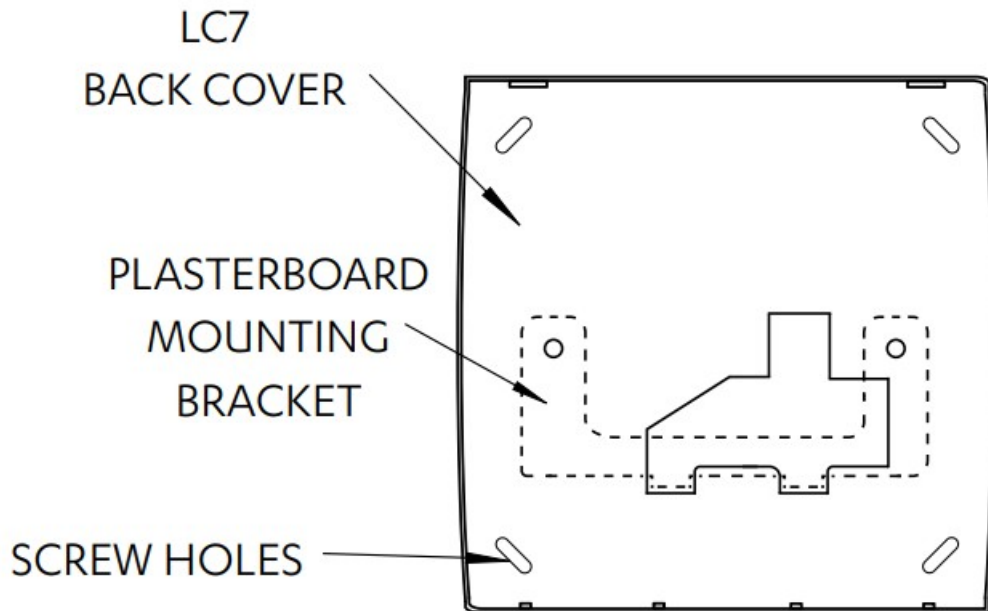 LC7
BACK COVER
PLASTERBOARD
MOUNTING
BRACKET
SCREW HOLES